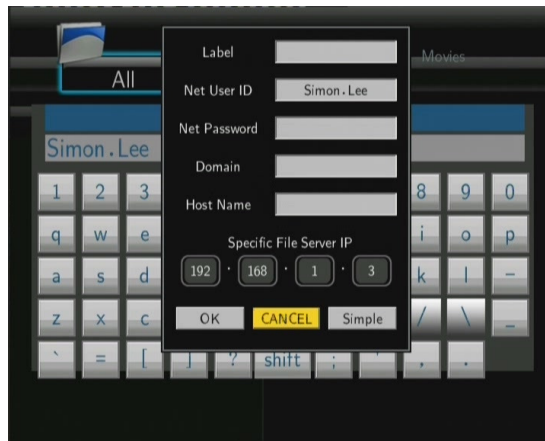 Movies
All
Label
Net User ID Simon.Lee
Net Password
Domain
Host Name
Specific File Server IP
192 . 168 . 1 . 3
OK CANCEL Simple
Simon.Lee
1 2 3 8 9 0
q w e i o p
a s d k l -
z x c / \ _
` = [ ] ? shift ; ' , .